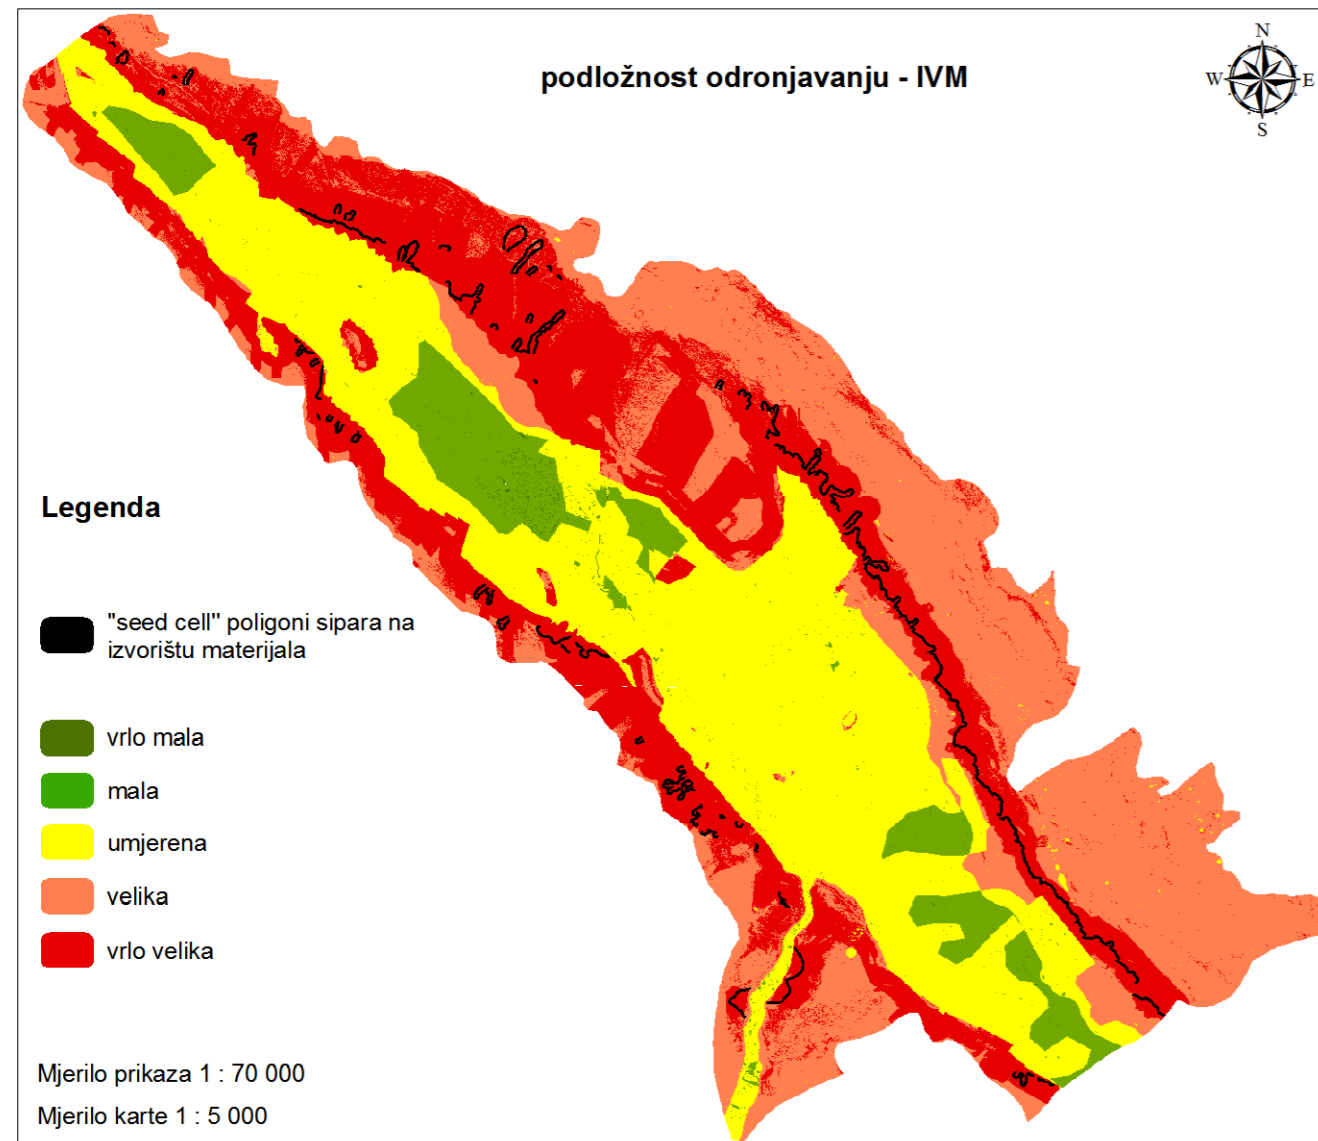 podložnost odronjavanju - IVM
N
W
E
S
Legenda
"seed cell" poligoni sipara na
izvorištu materijala
vrlo mala
mala
umjerena
velika
vrlo velika
Mjerilo prikaza 1 : 70 000
Mjerilo karte 1 : 5 000